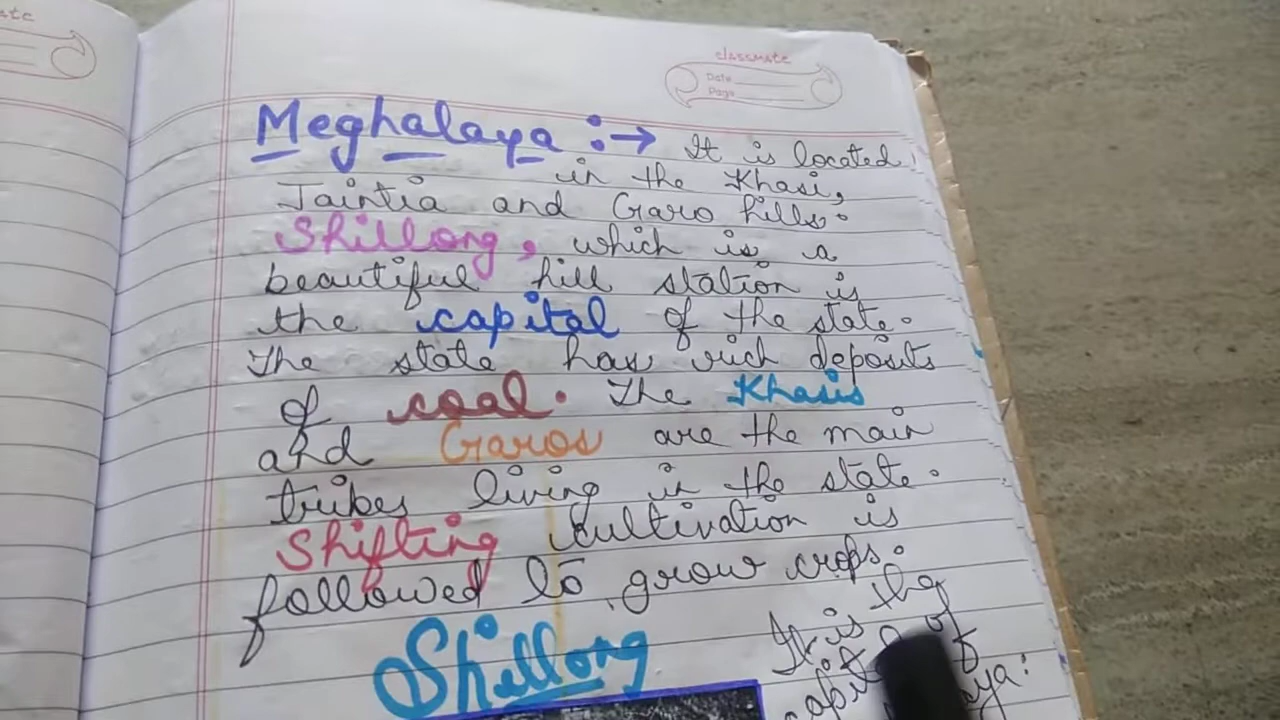 classmate
Date
Page
Meghalaya :→ It is located
in the Khasi,
Jaintia and Garo hills.
Shillong, which is a
beautiful hill station is
the capital of the state.
The state has rich deposits
of coal. The Khasis
and Garos are the main
tribes living in the state.
Shifting cultivation is
followed to grow crops.
Shillong
It is the
of